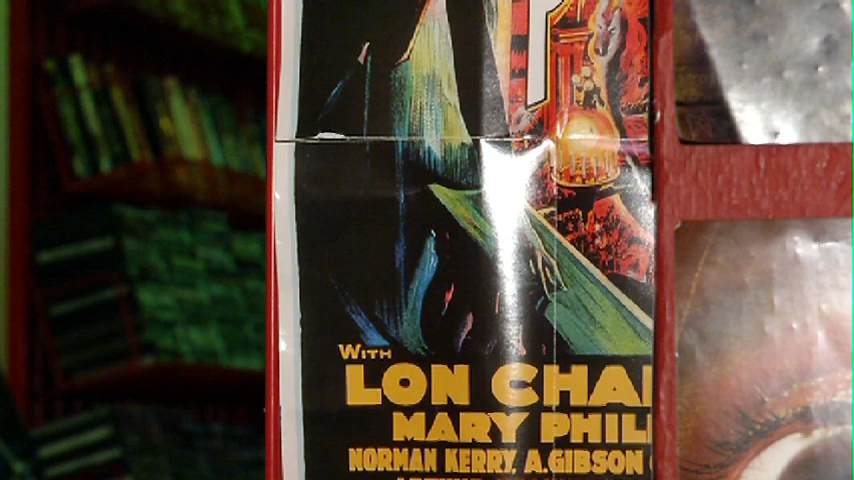 WITH
LON CHA
MARY PHIL
NORMAN KERRY, A. GIBSON